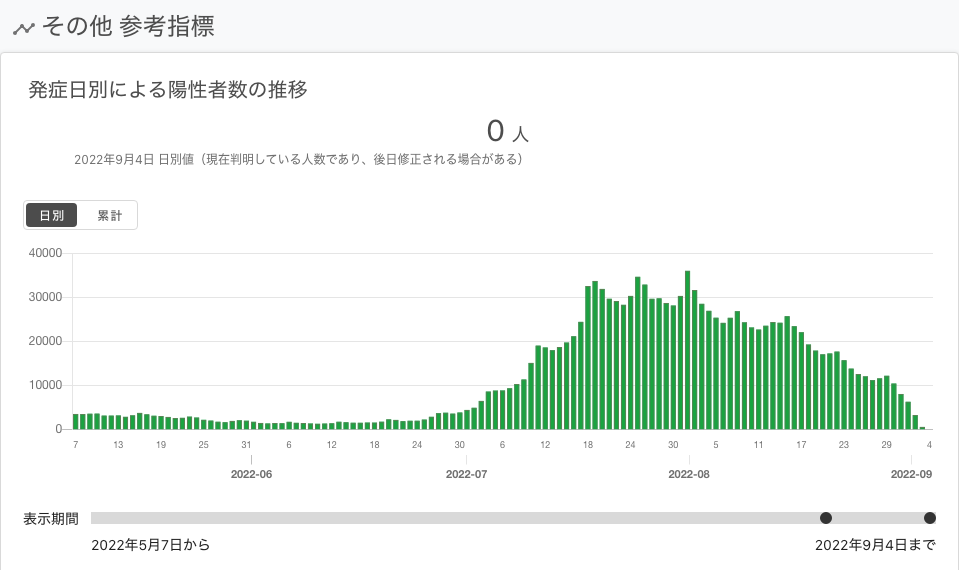 その他 参考指標
発症日別による陽性者数の推移
0 人
2022年9月4日 日別値（現在判明している人数であり、後日修正される場合がある）
日別 累計
40000
30000
20000
10000
0
7 13 19 25 31 6 12 18 24 30 6 12 18 24 30 5 11 17 23 29 4
2022-06 2022-07 2022-08 2022-09
表示期間
2022年5月7日から 2022年9月4日まで